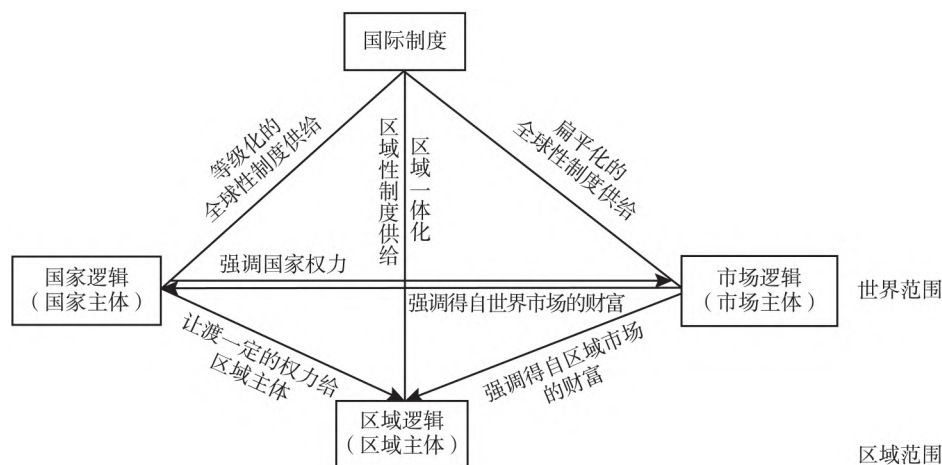 国际制度
等级化的
全球性制度供给
区域性制度供给
区域一体化
扁平化的
全球性制度供给
国家逻辑
（国家主体）
强调国家权力
强调得自世界市场的财富
市场逻辑
（市场主体）
世界范围
让渡一定的权力给
区域主体
强调得自区域市场
的财富
区域逻辑
（区域主体）
区域范围